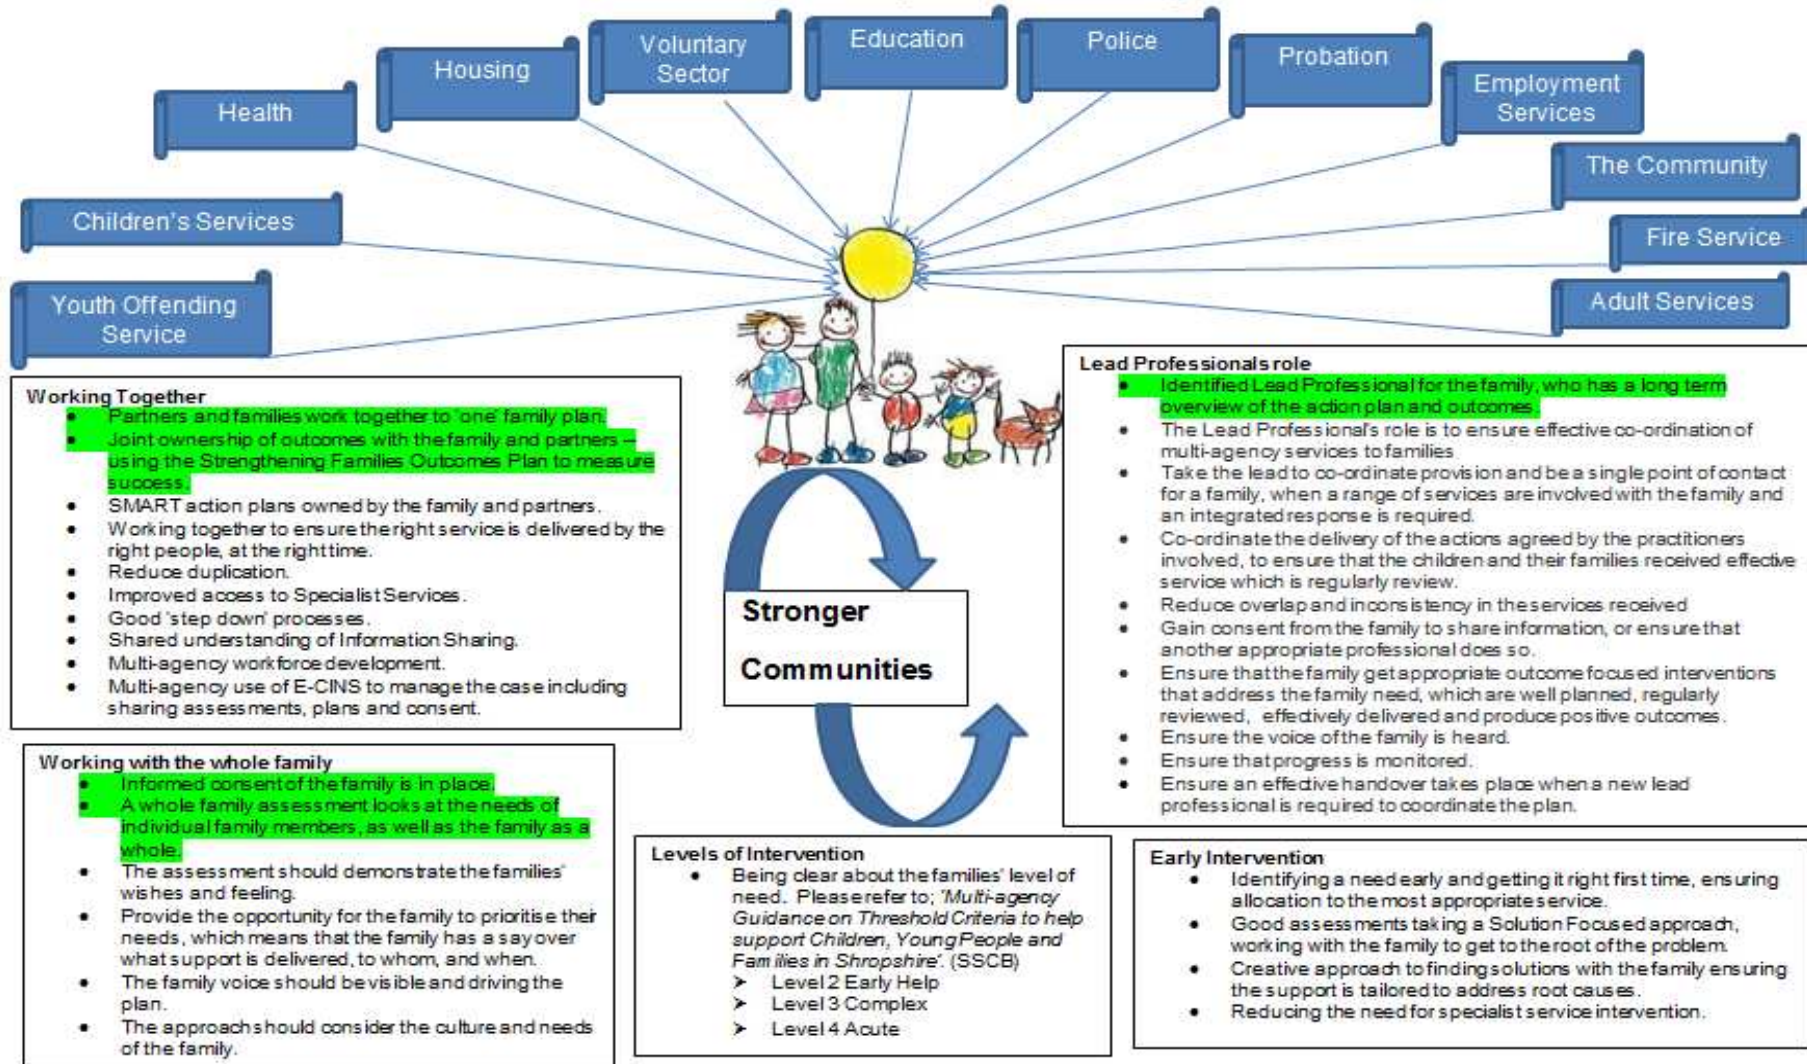 Voluntary
Sector
Education
Police
Housing
Probation
Employment
Services
Health
The Community
Children's Services
Fire Service
Youth Offending
Service
Adult Services
Working Together
• Partners and families work together to 'one' family plan.
• Joint ownership of outcomes with the family and partners –
using the Strengthening Families Outcomes Plan to measure
success.
• SMART action plans owned by the family and partners.
• Working together to ensure the right service is delivered by the
right people, at the right time.
• Reduce duplication.
• Improved access to Specialist Services.
• Good 'step down' processes.
• Shared understanding of Information Sharing.
• Multi-agency workforce development.
• Multi-agency use of E-CINS to manage the case including
sharing assessments, plans and consent.
Lead Professionals role
• Identified Lead Professional for the family, who has a long term
overview of the action plan and outcomes.
• The Lead Professional's role is to ensure effective co-ordination of
multi-agency services to families
• Take the lead to co-ordinate provision and be a single point of contact
for a family, when a range of services are involved with the family and
an integrated response is required.
• Co-ordinate the delivery of the actions agreed by the practitioners
involved, to ensure that the children and their families received effective
service which is regularly review.
• Reduce overlap and inconsistency in the services received
• Gain consent from the family to share information, or ensure that
another appropriate professional does so.
• Ensure that the family get appropriate outcome focused interventions
that address the family need, which are well planned, regularly
reviewed, effectively delivered and produce positive outcomes.
• Ensure the voice of the family is heard.
• Ensure that progress is monitored.
• Ensure an effective handover takes place when a new lead
professional is required to coordinate the plan.
Stronger
Communities
Working with the whole family
• Informed consent of the family is in place.
• A whole family assessment looks at the needs of
individual family members, as well as the family as a
whole.
• The assessment should demonstrate the families'
wishes and feeling.
• Provide the opportunity for the family to prioritise their
needs, which means that the family has a say over
what support is delivered, to whom, and when.
• The family voice should be visible and driving the
plan.
• The approach should consider the culture and needs
of the family.
Levels of Intervention
• Being clear about the families' level of
need. Please refer to; 'Multi-agency
Guidance on Threshold Criteria to help
support Children, Young People and
Families in Shropshire'. (SSCB)
➤ Level 2 Early Help
➤ Level 3 Complex
➤ Level 4 Acute
Early Intervention
• Identifying a need early and getting it right first time, ensuring
allocation to the most appropriate service.
• Good assessments taking a Solution Focused approach,
working with the family to get to the root of the problem.
• Creative approach to finding solutions with the family ensuring
the support is tailored to address root causes.
• Reducing the need for specialist service intervention.